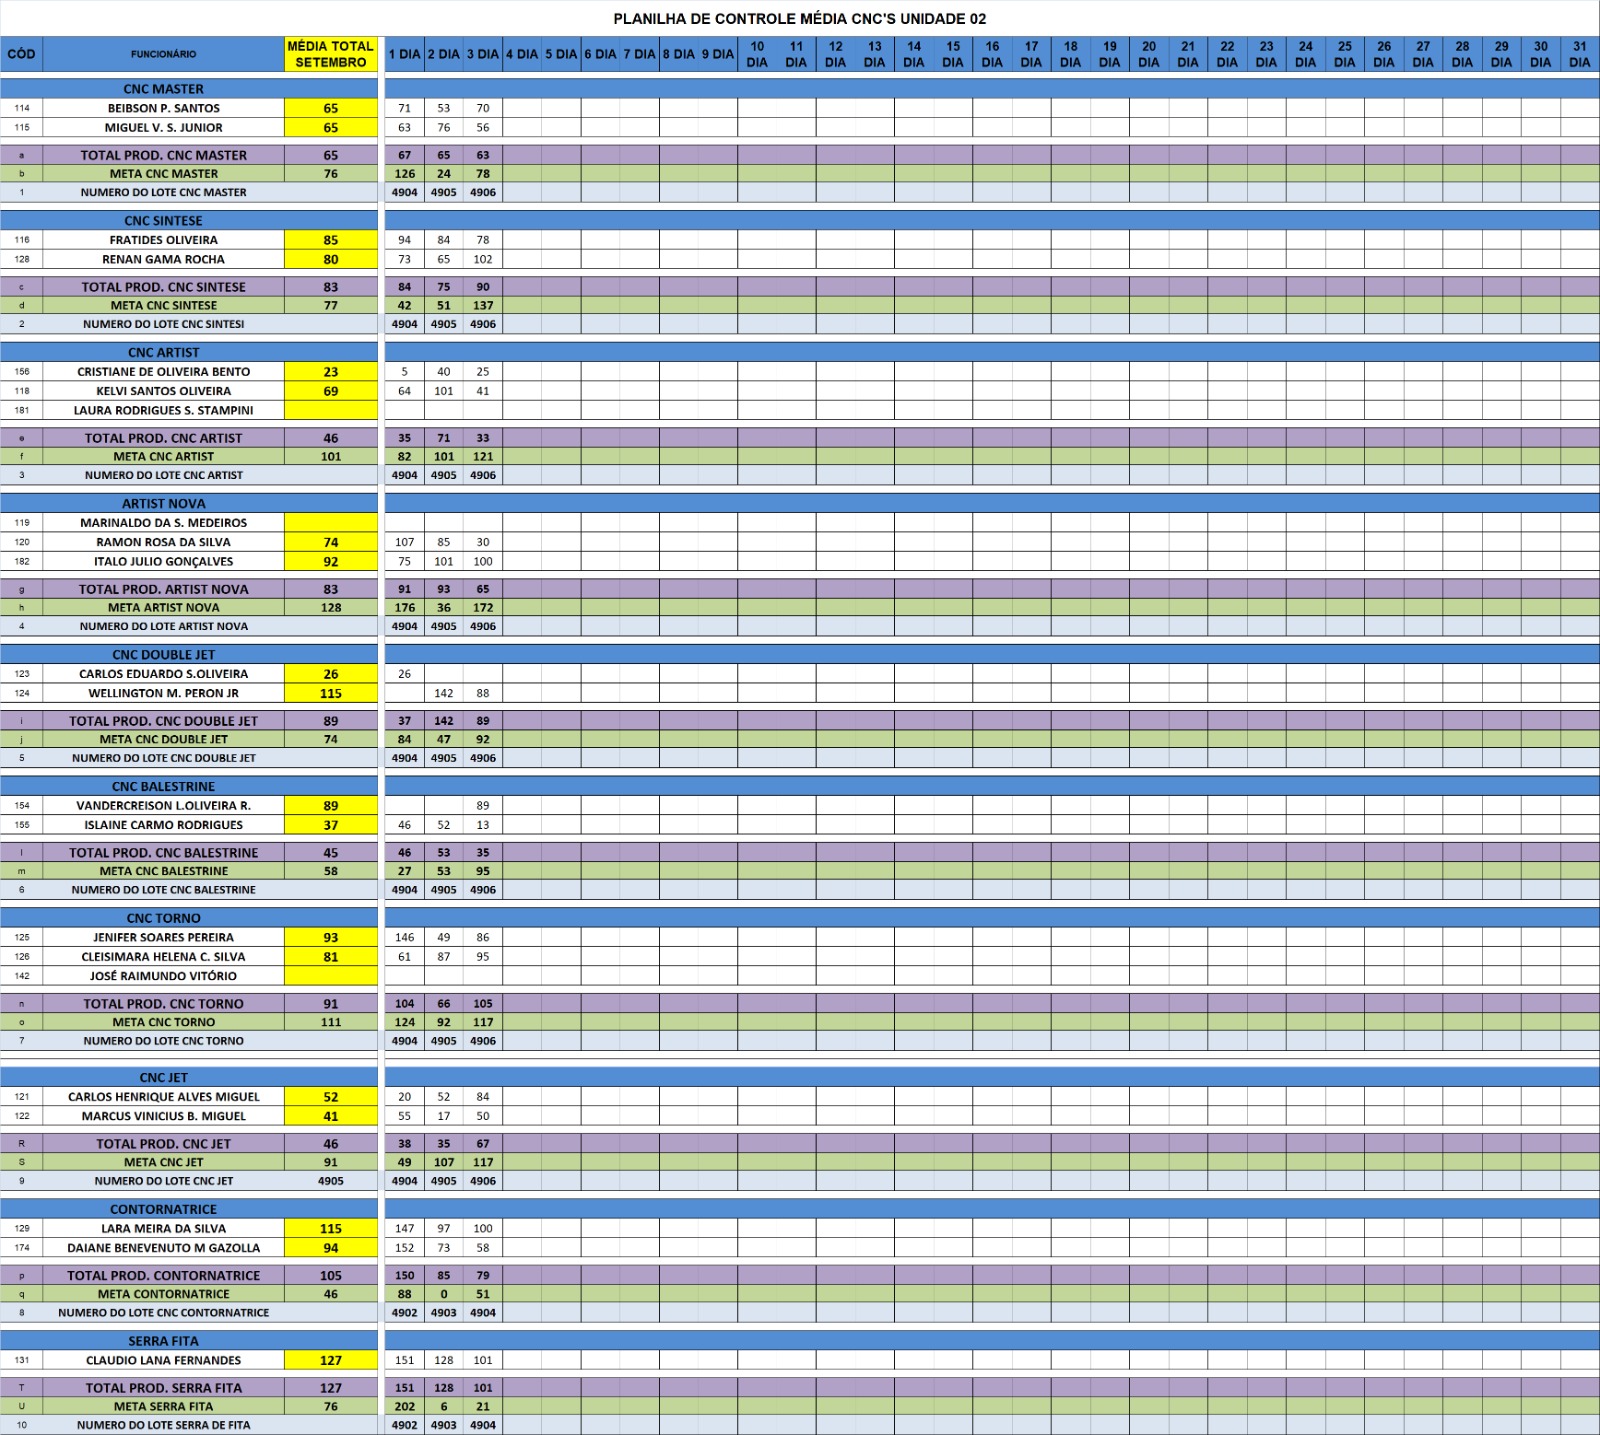 PLANILHA DE CONTROLE MÉDIA CNC'S UNIDADE 02
CÓD FUNCIONÁRIO MÉDIA TOTAL SETEMBRO 1 DIA 2 DIA 3 DIA 4 DIA 5 DIA 6 DIA 7 DIA 8 DIA 9 DIA 10 DIA 11 DIA 12 DIA 13 DIA 14 DIA 15 DIA 16 DIA 17 DIA 18 DIA 19 DIA 20 DIA 21 DIA 22 DIA 23 DIA 24 DIA 25 DIA 26 DIA 27 DIA 28 DIA 29 DIA 30 DIA 31 DIA
CNC MASTER
114 BEIBSON P. SANTOS 65 71 53 70
115 MIGUEL V. S. JUNIOR 65 63 76 56
a TOTAL PROD. CNC MASTER 65 67 65 63
b META CNC MASTER 76 126 24 78
1 NUMERO DO LOTE CNC MASTER 4904 4905 4906
CNC SINTESE
116 FRATIDES OLIVEIRA 85 94 84 78
128 RENAN GAMA ROCHA 80 73 65 102
c TOTAL PROD. CNC SINTESE 83 84 75 90
d META CNC SINTESE 77 42 51 137
2 NUMERO DO LOTE CNC SINTESI 4904 4905 4906
CNC ARTIST
156 CRISTIANE DE OLIVEIRA BENTO 23 5 40 25
118 KELVI SANTOS OLIVEIRA 69 64 101 41
181 LAURA RODRIGUES S. STAMPINI
e TOTAL PROD. CNC ARTIST 46 35 71 33
f META CNC ARTIST 101 82 101 121
3 NUMERO DO LOTE CNC ARTIST 4904 4905 4906
ARTIST NOVA
119 MARINALDO DA S. MEDEIROS
120 RAMON ROSA DA SILVA 74 107 85 30
182 ITALO JULIO GONÇALVES 92 75 101 100
g TOTAL PROD. ARTIST NOVA 83 91 93 65
h META ARTIST NOVA 128 176 36 172
4 NUMERO DO LOTE ARTIST NOVA 4904 4905 4906
CNC DOUBLE JET
123 CARLOS EDUARDO S.OLIVEIRA 26 26
124 WELLINGTON M. PERON JR 115 142 88
i TOTAL PROD. CNC DOUBLE JET 89 37 142 89
j META CNC DOUBLE JET 74 84 47 92
5 NUMERO DO LOTE CNC DOUBLE JET 4904 4905 4906
CNC BALESTRINE
154 VANDERCREISON L.OLIVEIRA R. 89 89
155 ISLAINE CARMO RODRIGUES 37 46 52 13
l TOTAL PROD. CNC BALESTRINE 45 46 53 35
m META CNC BALESTRINE 58 27 53 95
6 NUMERO DO LOTE CNC BALESTRINE 4904 4905 4906
CNC TORNO
125 JENIFER SOARES PEREIRA 93 146 49 86
126 CLEISIMARA HELENA C. SILVA 81 61 87 95
142 JOSÉ RAIMUNDO VITÓRIO
n TOTAL PROD. CNC TORNO 91 104 66 105
o META CNC TORNO 111 124 92 117
7 NUMERO DO LOTE CNC TORNO 4904 4905 4906
CNC JET
121 CARLOS HENRIQUE ALVES MIGUEL 52 20 52 84
122 MARCUS VINICIUS B. MIGUEL 41 55 17 50
R TOTAL PROD. CNC JET 46 38 35 67
S META CNC JET 91 49 107 117
9 NUMERO DO LOTE CNC JET 4905 4904 4905 4906
CONTORNATRICE
129 LARA MEIRA DA SILVA 115 147 97 100
174 DAIANE BENEVENUTO M GAZOLLA 94 152 73 58
p TOTAL PROD. CONTORNATRICE 105 150 85 79
q META CONTORNATRICE 46 88 0 51
8 NUMERO DO LOTE CNC CONTORNATRICE 4902 4903 4904
SERRA FITA
131 CLAUDIO LANA FERNANDES 127 151 128 101
T TOTAL PROD. SERRA FITA 127 151 128 101
U META SERRA FITA 76 202 6 21
10 NUMERO DO LOTE SERRA DE FITA 4902 4903 4904